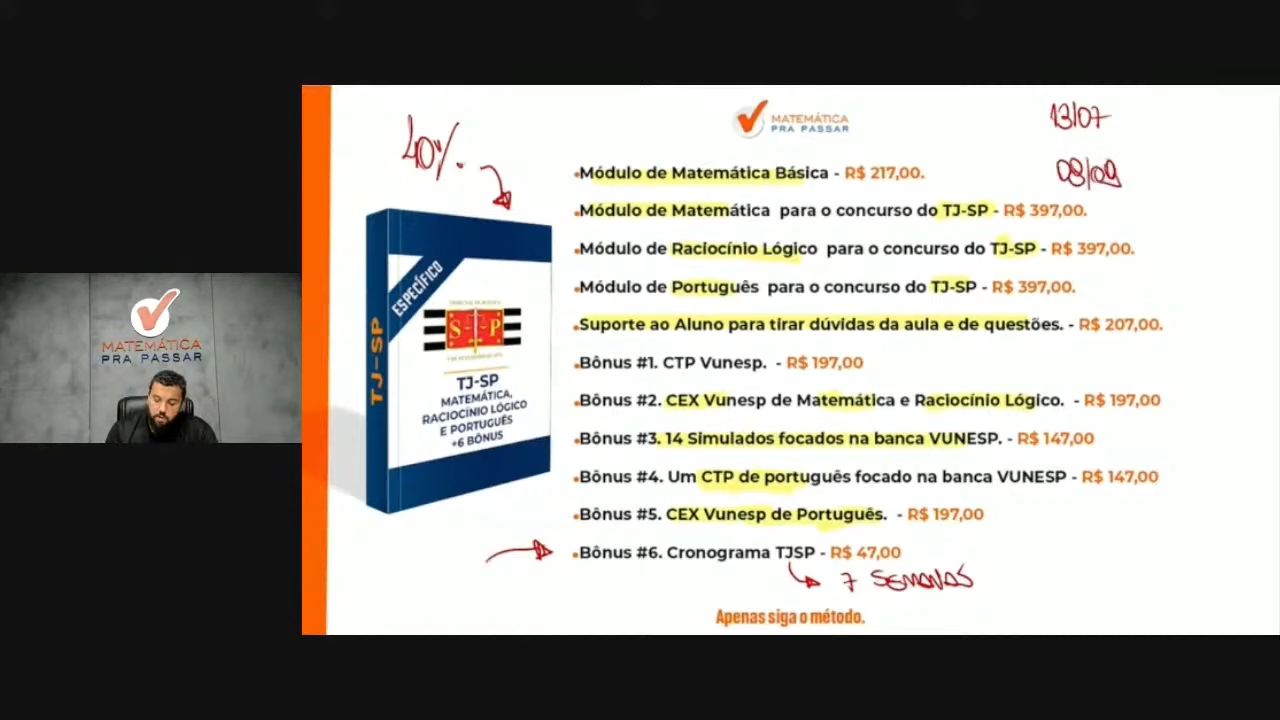 MATEMÁTICA
PRA PASSAR
40%.
MATEMÁTICA
PRA PASSAR
13/07
•Módulo de Matemática Básica - R$ 217,00.
•Módulo de Matemática para o concurso do TJ-SP - R$ 397,00.
•Módulo de Raciocínio Lógico para o concurso do TJ-SP - R$ 397,00.
•Módulo de Português para o concurso do TJ-SP - R$ 397,00.
•Suporte ao Aluno para tirar dúvidas da aula e de questões. - R$ 207,00.
•Bônus #1. CTP Vunesp. - R$ 197,00
•Bônus #2. CEX Vunesp de Matemática e Raciocínio Lógico. - R$ 197,00
•Bônus #3. 14 Simulados focados na banca VUNESP. - R$ 147,00
•Bônus #4. Um CTP de português focado na banca VUNESP - R$ 147,00
•Bônus #5. CEX Vunesp de Português. - R$ 197,00
•Bônus #6. Cronograma TJSP - R$ 47,00
7 SEMANAS
Apenas siga o método.
ESPECÍFICO
TJ-SP
S P
TJ-SP
MATEMÁTICA,
RACIOCÍNIO LÓGICO
E PORTUGUÊS
+6 BÔNUS